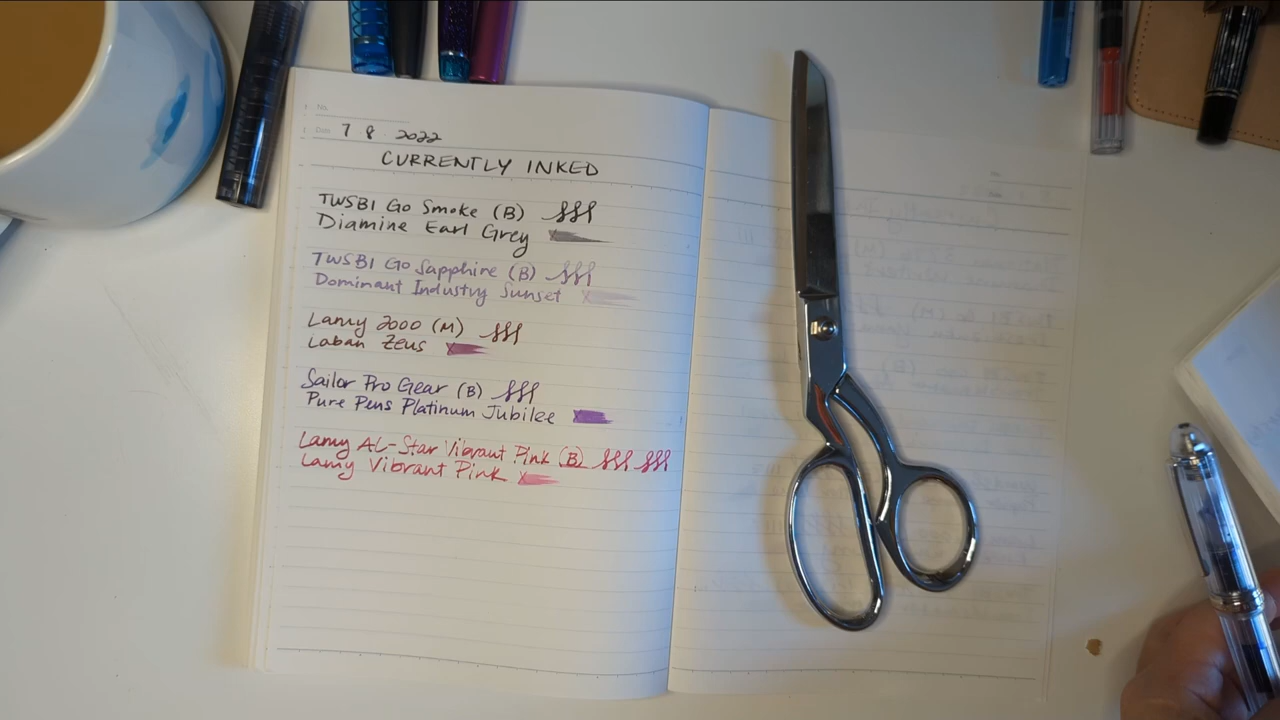 No.
Date 7 8 2022
CURRENTLY INKED
TWSBI Go Smoke (B)
Diamine Earl Grey
TWSBI Go Sapphire (B)
Dominant Industry Sunset
Lamy 2000 (M)
Laban Zeus
Sailor Pro Gear (B)
Pure Pens Platinum Jubilee
Lamy AL-Star Vibrant Pink (B)
Lamy Vibrant Pink